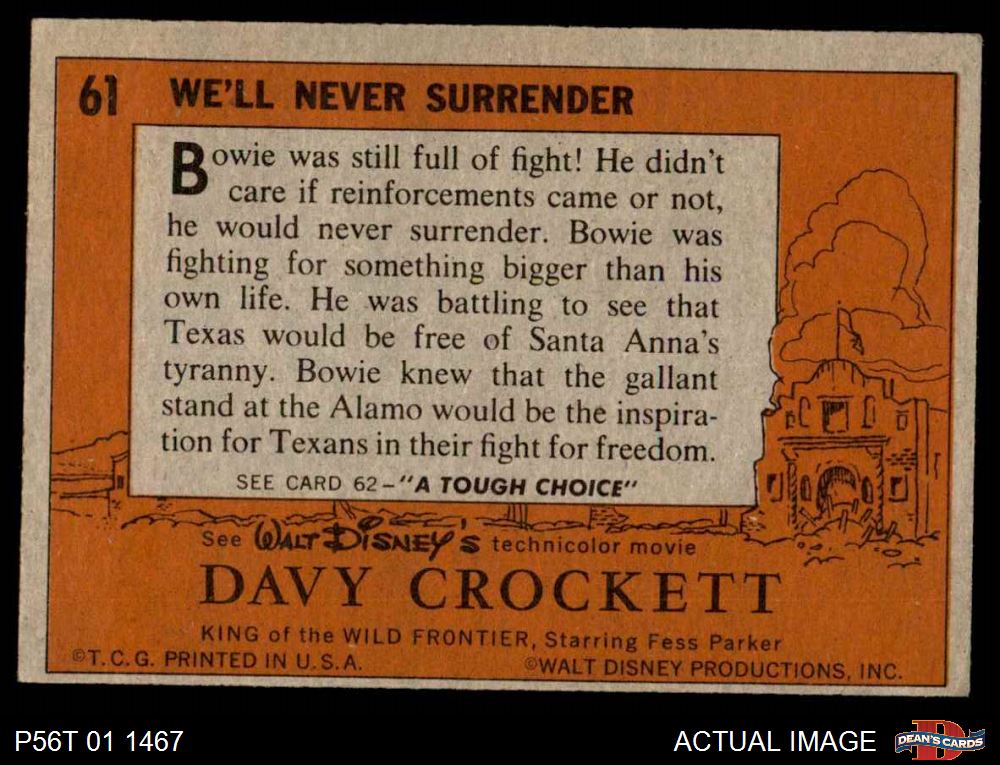 61 WE'LL NEVER SURRENDER
Bowie was still full of fight! He didn't
care if reinforcements came or not,
he would never surrender. Bowie was
fighting for something bigger than his
own life. He was battling to see that
Texas would be free of Santa Anna's
tyranny. Bowie knew that the gallant
stand at the Alamo would be the inspira-
tion for Texans in their fight for freedom.
SEE CARD 62-"A TOUGH CHOICE"
See WALT DISNEY'S technicolor movie
DAVY CROCKETT
KING of the WILD FRONTIER, Starring Fess Parker
©T.C.G. PRINTED IN U.S.A. ©WALT DISNEY PRODUCTIONS, INC.
P56T 01 1467 ACTUAL IMAGE D DEAN'S CARDS